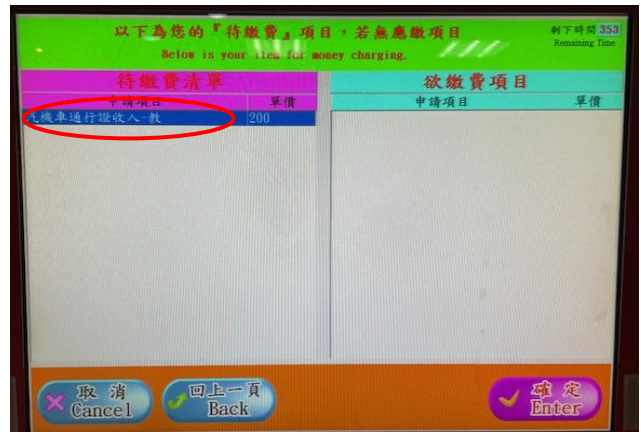 以下為您的『待繳費』項目，若無應繳項目
Below is your item for money charging.
剩下時間 353
Remaining Time
待繳費清單
欲繳費項目
申請項目 單價
申請項目 單價
機車通行證收入-教 200
取消
Cancel
回上一頁
Back
確定
Enter